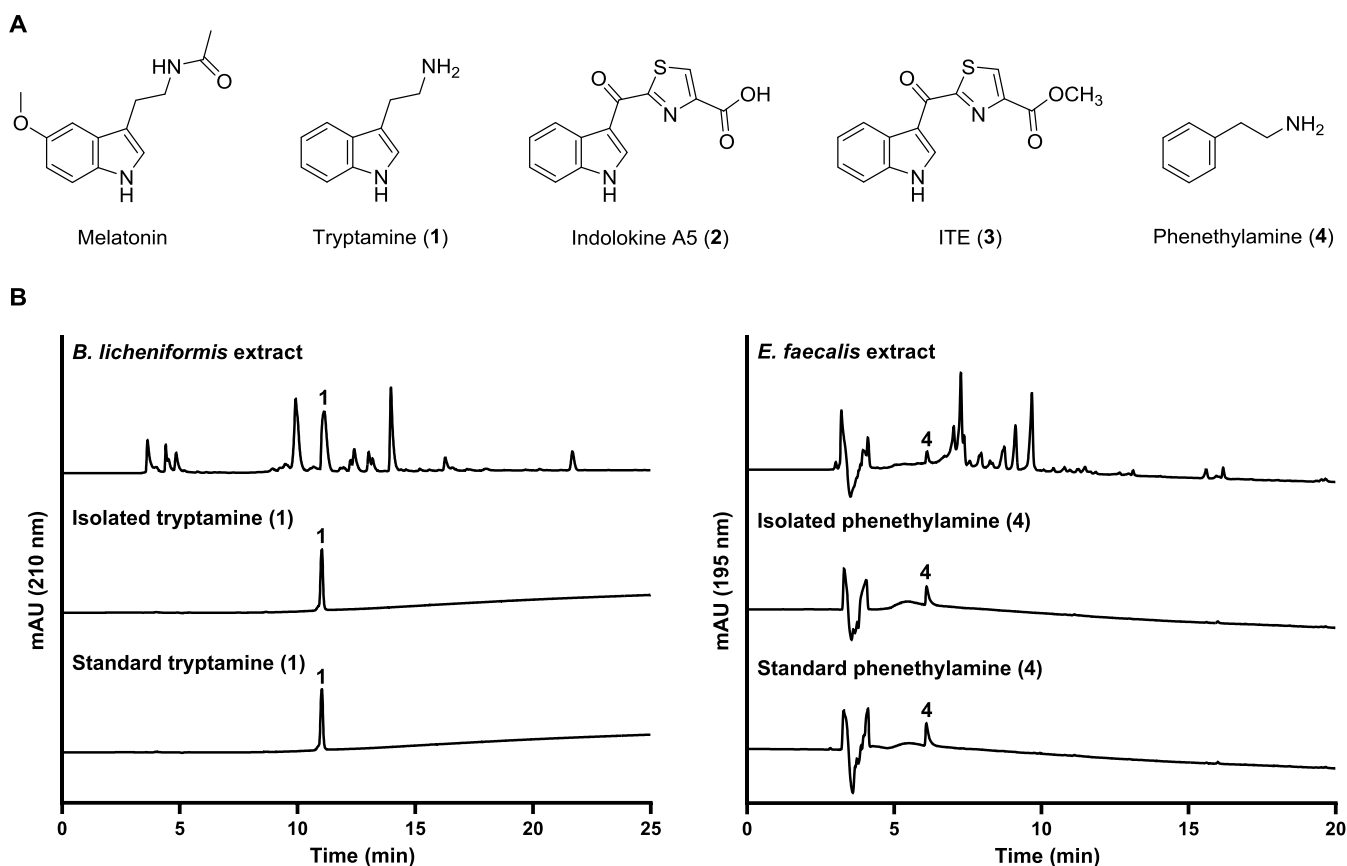 A
HN
O
O
N
H
Melatonin
NH2
N
H
Tryptamine (1)
O
S
N
OH
O
N
H
Indolokine A5 (2)
O
S
N
OCH3
O
N
H
ITE (3)
NH2
Phenethylamine (4)
B
mAU (210 nm)
B. licheniformis extract
1
Isolated tryptamine (1)
1
Standard tryptamine (1)
1
0 5 10 15 20 25
Time (min)
mAU (195 nm)
E. faecalis extract
4
Isolated phenethylamine (4)
4
Standard phenethylamine (4)
4
0 5 10 15 20
Time (min)